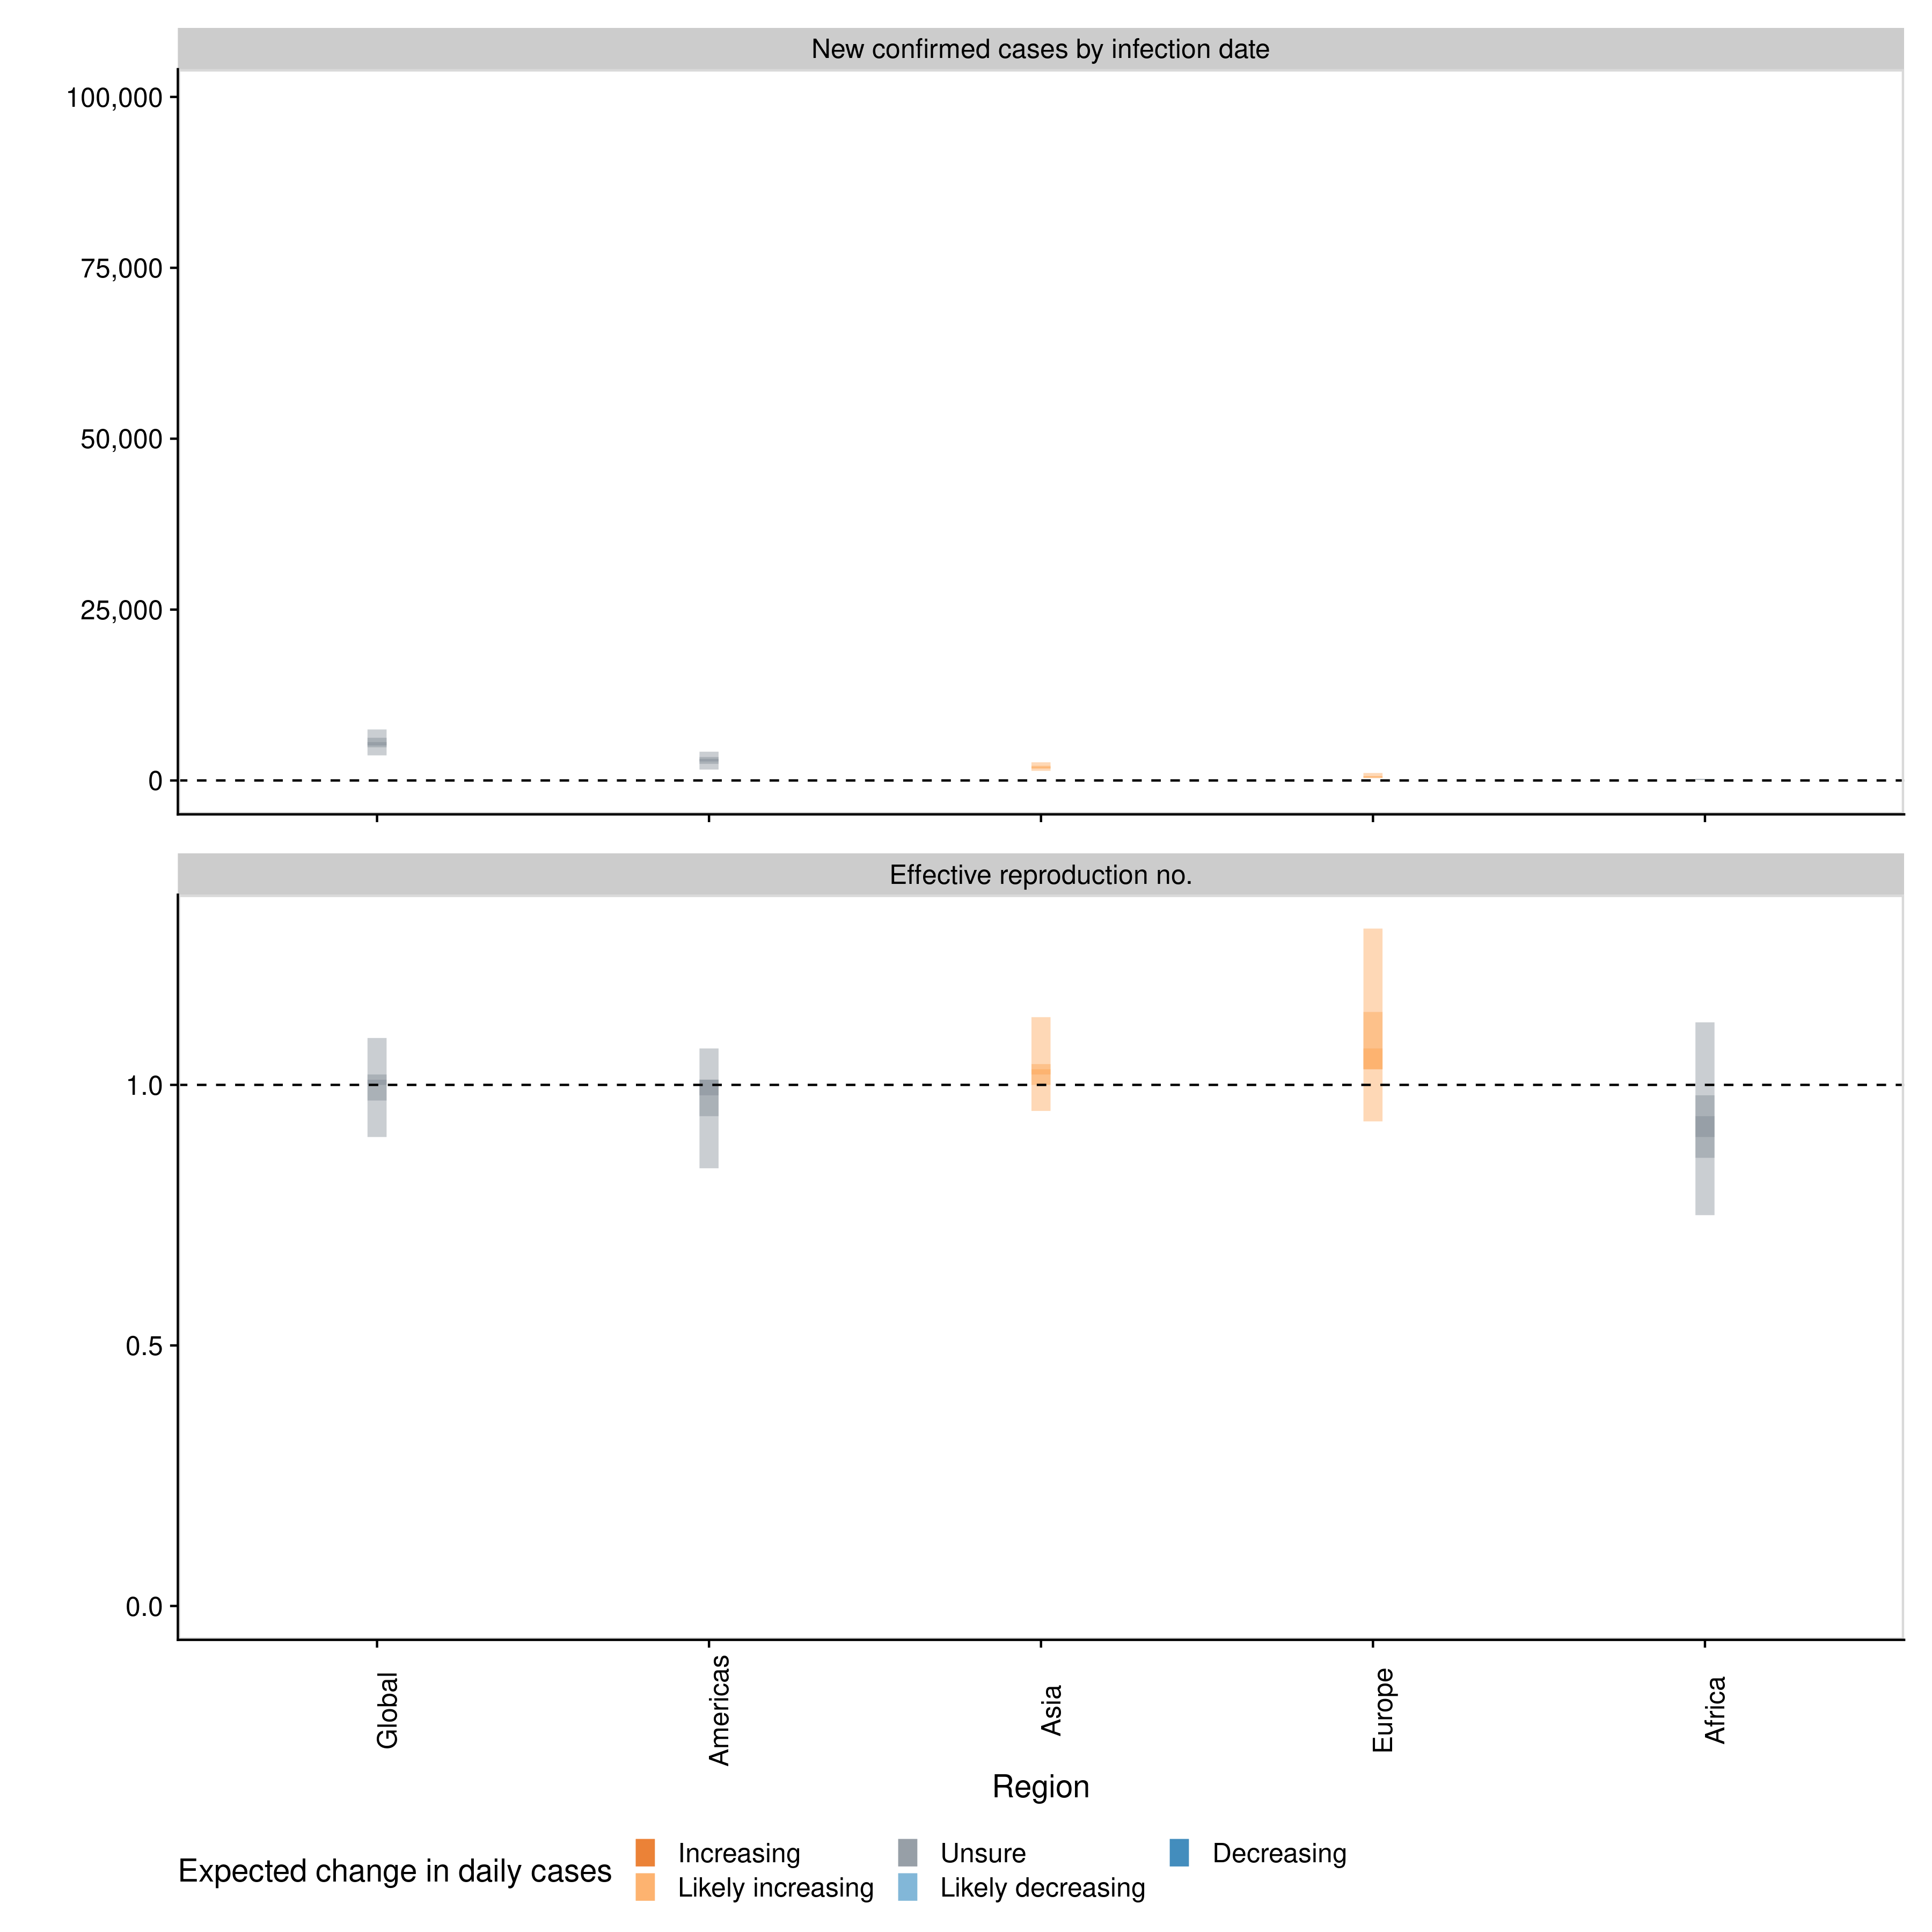 New confirmed cases by infection date
100,000
75,000
50,000
25,000
0
Effective reproduction no.
1.0
0.5
0.0
Global
Americas
Asia
Europe
Africa
Region
Expected change in daily cases
Increasing
Unsure
Decreasing
Likely increasing
Likely decreasing